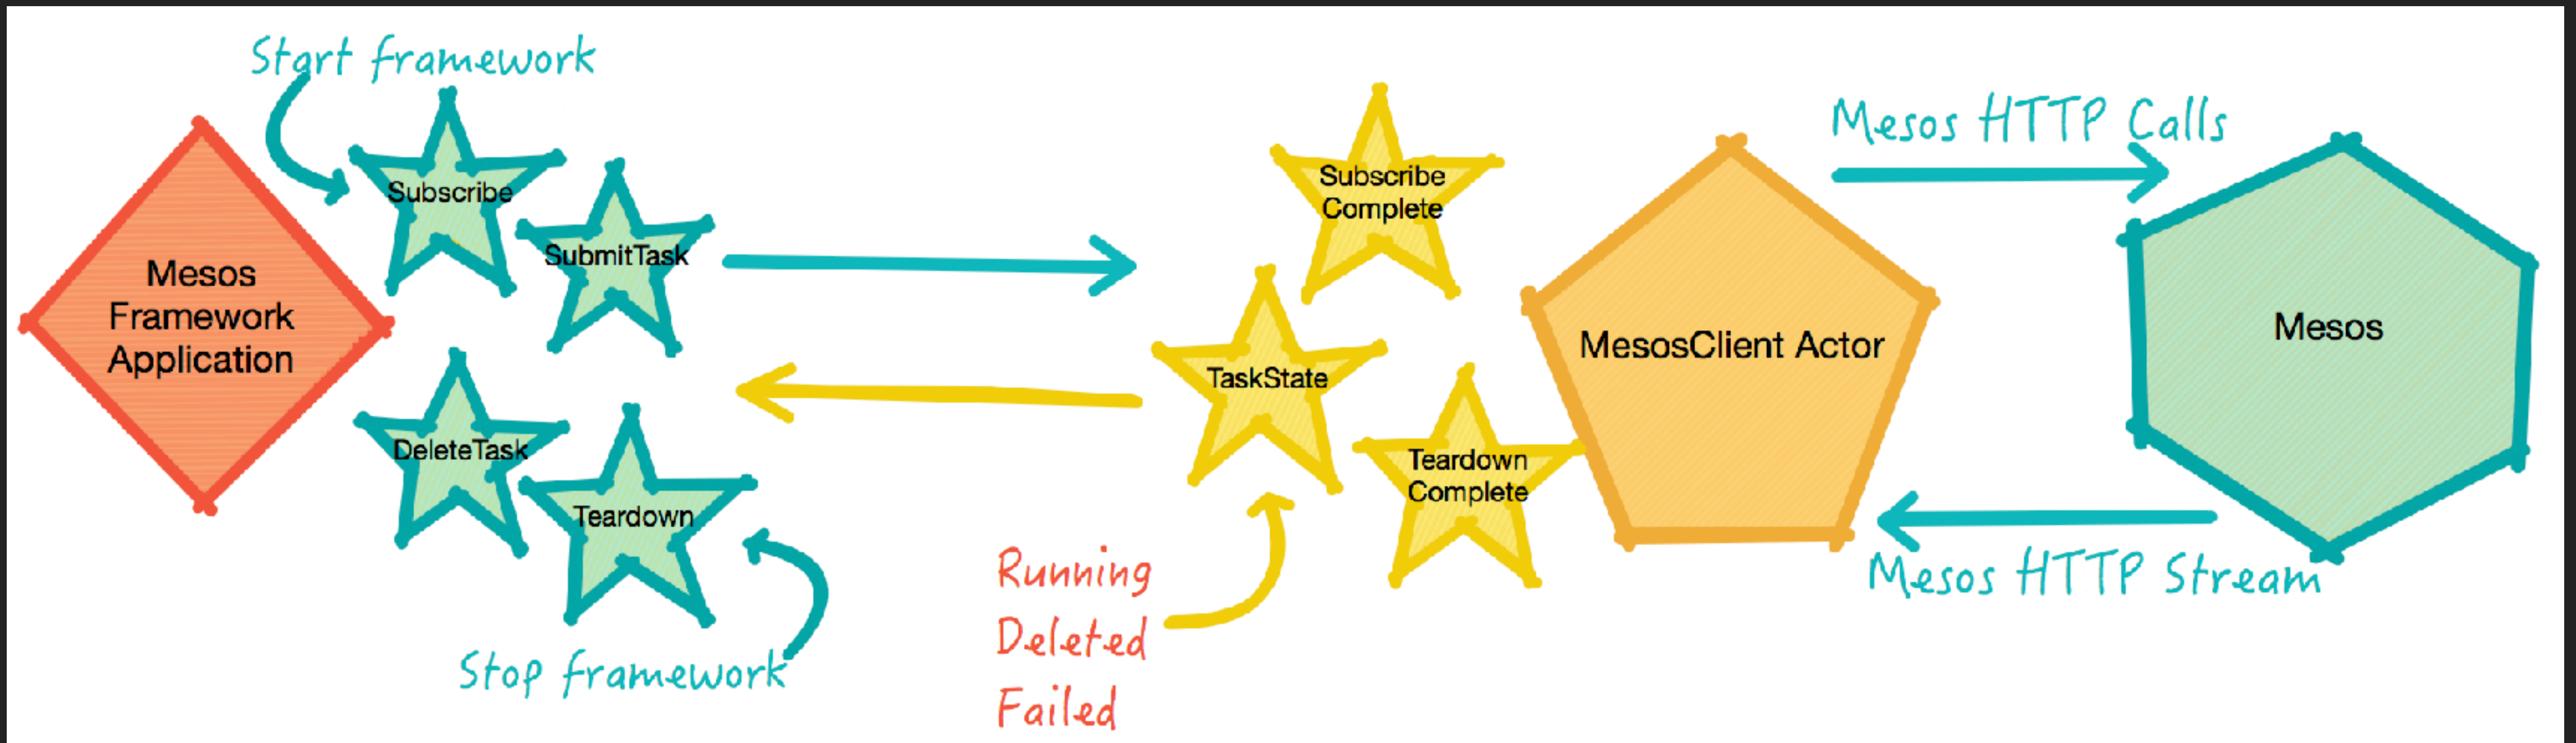 Start framework
Subscribe
SubmitTask
Mesos
Framework
Application
DeleteTask
Teardown
Stop framework
Subscribe
Complete
TaskState
Teardown
Complete
Running
Deleted
Failed
MesosClient Actor
Mesos HTTP Calls
Mesos
Mesos HTTP Stream